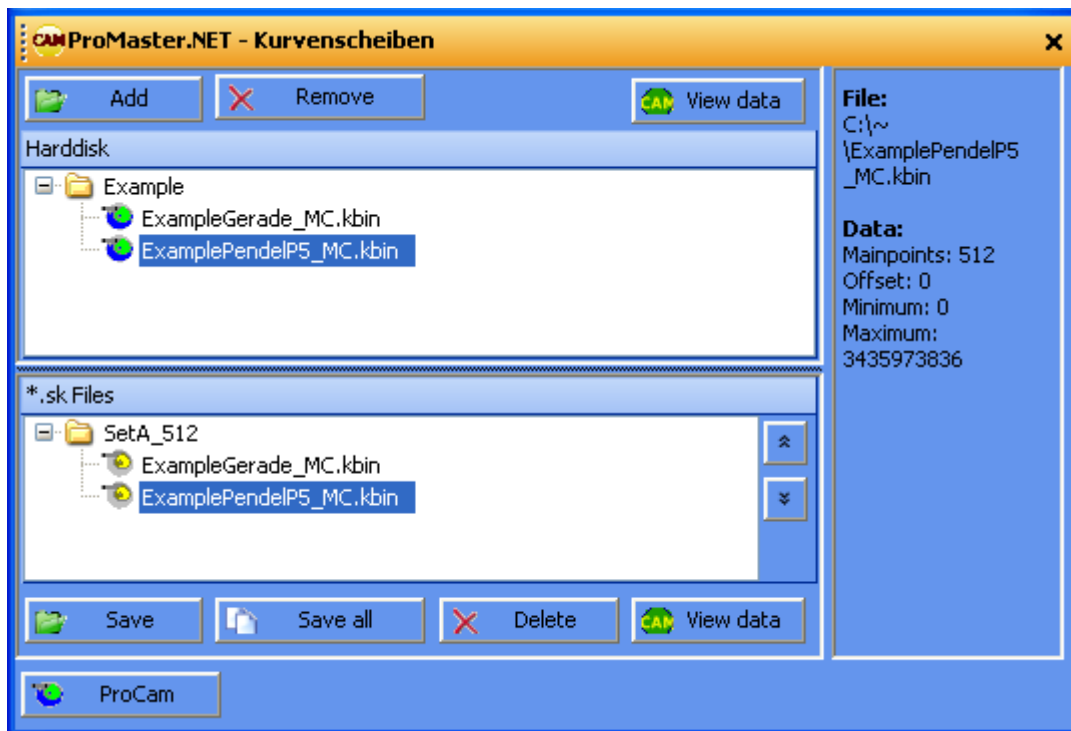 CAM ProMaster.NET - Kurvenscheiben
Add
Remove
CAM View data
Harddisk
Example
ExampleGerade_MC.kbin
ExamplePendelP5_MC.kbin
*.sk Files
SetA_512
ExampleGerade_MC.kbin
ExamplePendelP5_MC.kbin
Save
Save all
Delete
CAM View data
ProCam
File:
C:\~
\ExamplePendelP5
_MC.kbin
Data:
Mainpoints: 512
Offset: 0
Minimum: 0
Maximum:
3435973836